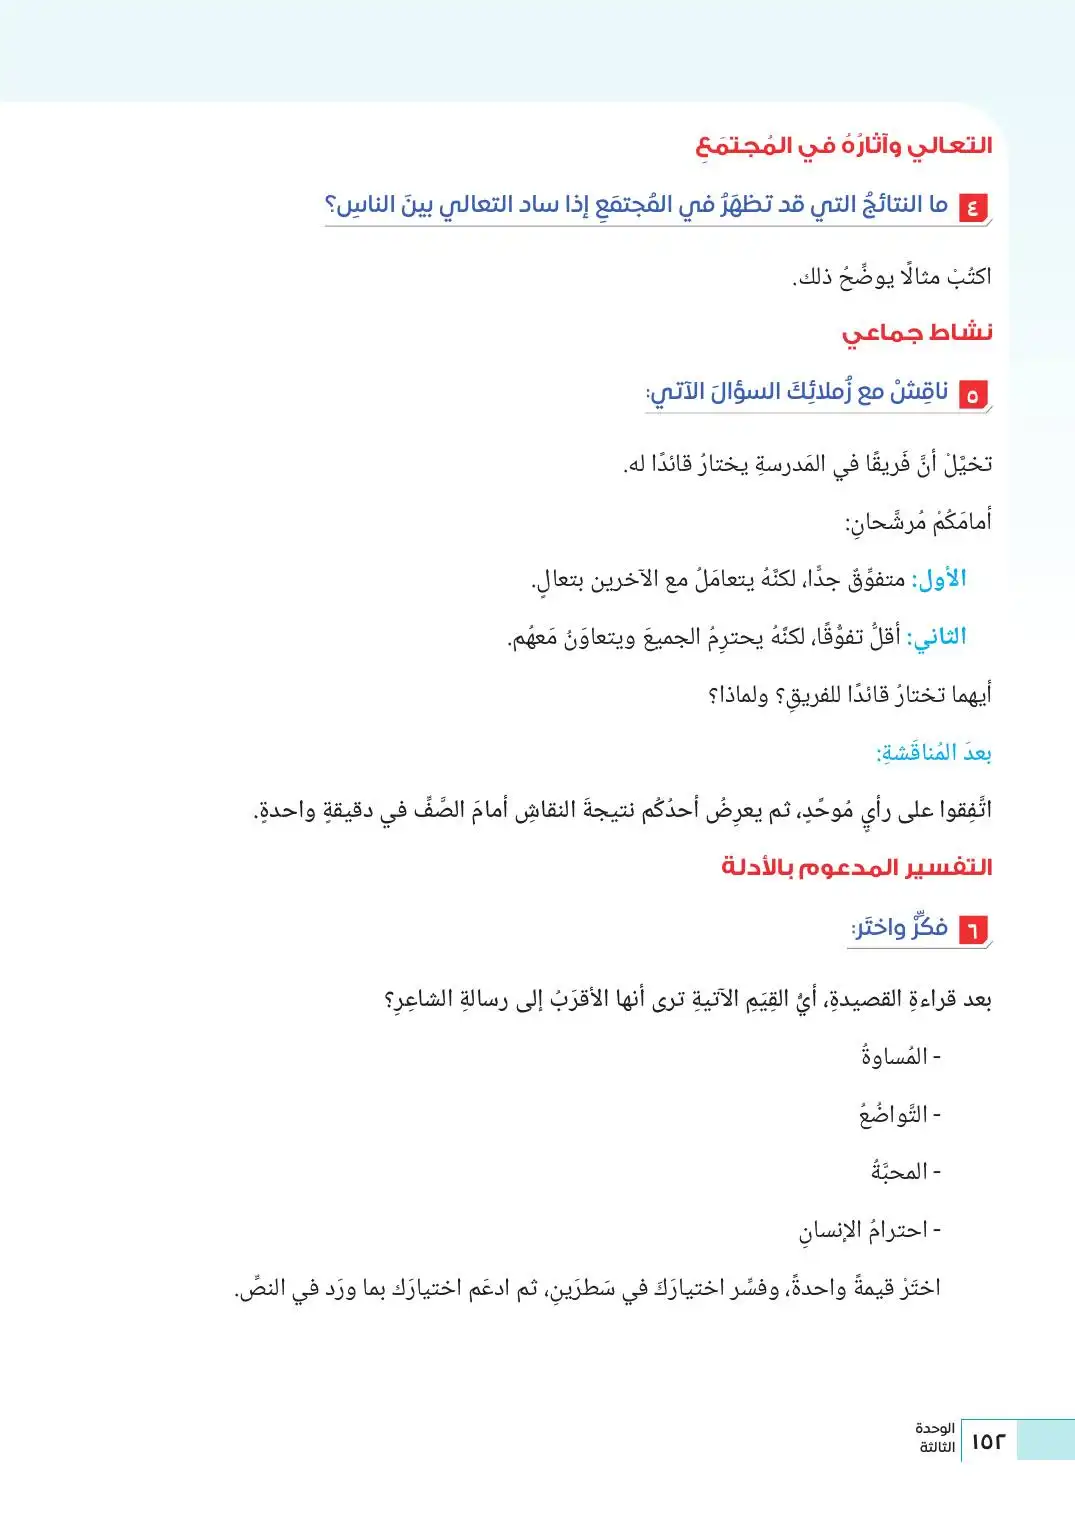 التعالي وآثارُهُ في المُجتمَعِ
٤ ما النتائجُ التي قد تظهَرُ في المُجتمَعِ إذا ساد التعالي بينَ الناسِ؟
اكتُبْ مثالًا يوضِّحُ ذلك.
نشاط جماعي
٥ ناقِشْ مع زُملائِكَ السؤالَ الآتي:
تخيَّلْ أنَّ فَريقًا في المَدرسةِ يختارُ قائدًا له.
أمامَكُمْ مُرشَّحانِ:
الأول: متفوِّقٌ جدًّا، لكنَّهُ يتعامَلُ مع الآخرين بتعالٍ.
الثاني: أقلُّ تفوُّقًا، لكنَّهُ يحترِمُ الجميعَ ويتعاوَنُ مَعهُم.
أيهما تختارُ قائدًا للفريقِ؟ ولماذا؟
بعدَ المُناقَشةِ:
اتَّفِقوا على رأيٍ مُوحَّدٍ، ثم يعرِضُ أحدُكُم نتيجةَ النقاشِ أمامَ الصَّفِّ في دقيقةٍ واحدةٍ.
التفسير المدعوم بالأدلة
٦ فكِّرْ واختَر:
بعد قراءةِ القصيدةِ، أيُّ القِيَمِ الآتيةِ ترى أنها الأقرَبُ إلى رسالةِ الشاعِرِ؟
- المُساوةُ
- التَّواضُعُ
- المحبَّةُ
- احترامُ الإنسانِ
اختَرْ قيمةً واحدةً، وفسِّر اختيارَكَ في سَطرَينِ، ثم ادعَم اختيارَك بما ورَد في النصِّ.
١٥٢ الوحدة
الثالثة